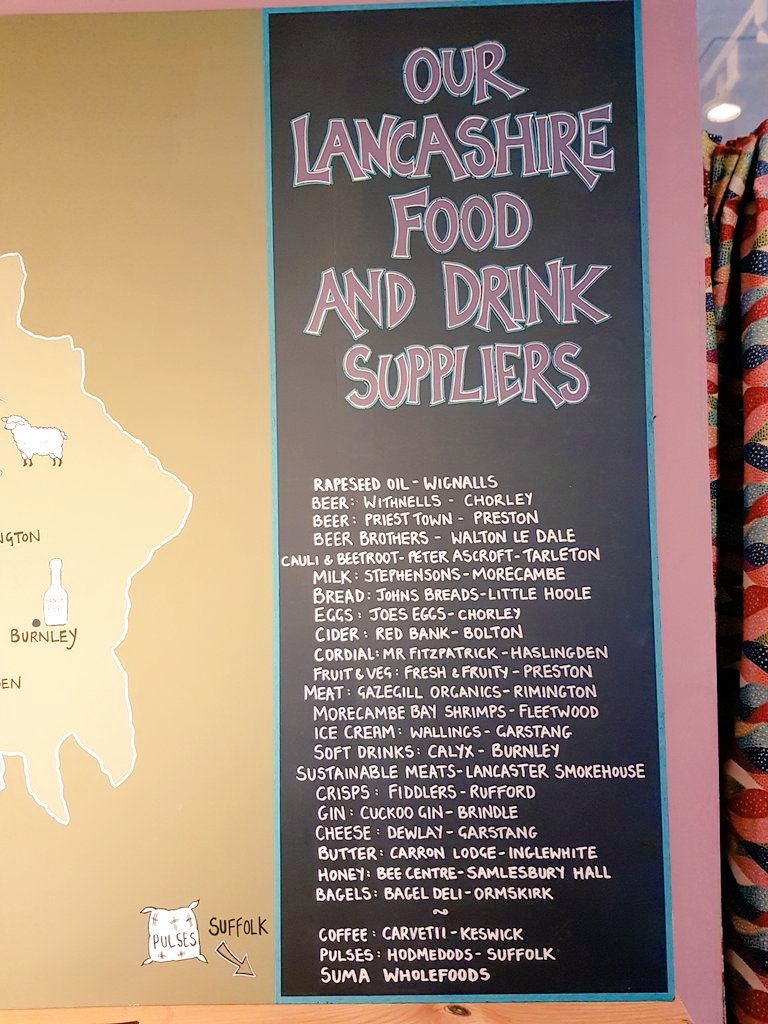 OUR
LANCASHIRE
FOOD
AND DRINK
SUPPLIERS
RAPESEED OIL - WIGNALLS
BEER: WITHNELLS - CHORLEY
BEER: PRIEST TOWN - PRESTON
BEER BROTHERS - WALTON LE DALE
CAULI & BEETROOT - PETER ASCROFT - TARLETON
MILK: STEPHENSONS - MORECAMBE
BREAD: JOHNS BREADS - LITTLE HOOLE
EGGS: JOES EGGS - CHORLEY
CIDER: RED BANK - BOLTON
CORDIAL: MR FITZPATRICK - HASLINGDEN
FRUIT & VEG: FRESH & FRUITY - PRESTON
MEAT: GAZEGILL ORGANICS - RIMINGTON
MORECAMBE BAY SHRIMPS - FLEETWOOD
ICE CREAM: WALLINGS - GARSTANG
SOFT DRINKS: CALYX - BURNLEY
SUSTAINABLE MEATS - LANCASTER SMOKEHOUSE
CRISPS: FIDDLERS - RUFFORD
GIN: CUCKOO GIN - BRINDLE
CHEESE: DEWLAY - GARSTANG
BUTTER: CARRON LODGE - INGLEWHITE
HONEY: BEE CENTRE - SAMLESBURY HALL
BAGELS: BAGEL DELI - ORMSKIRK
~
COFFEE: CARVETII - KESWICK
PULSES: HODMEDODS - SUFFOLK
SUMA WHOLEFOODS
NGTON
BURNLEY
EN
PULSES
SUFFOLK